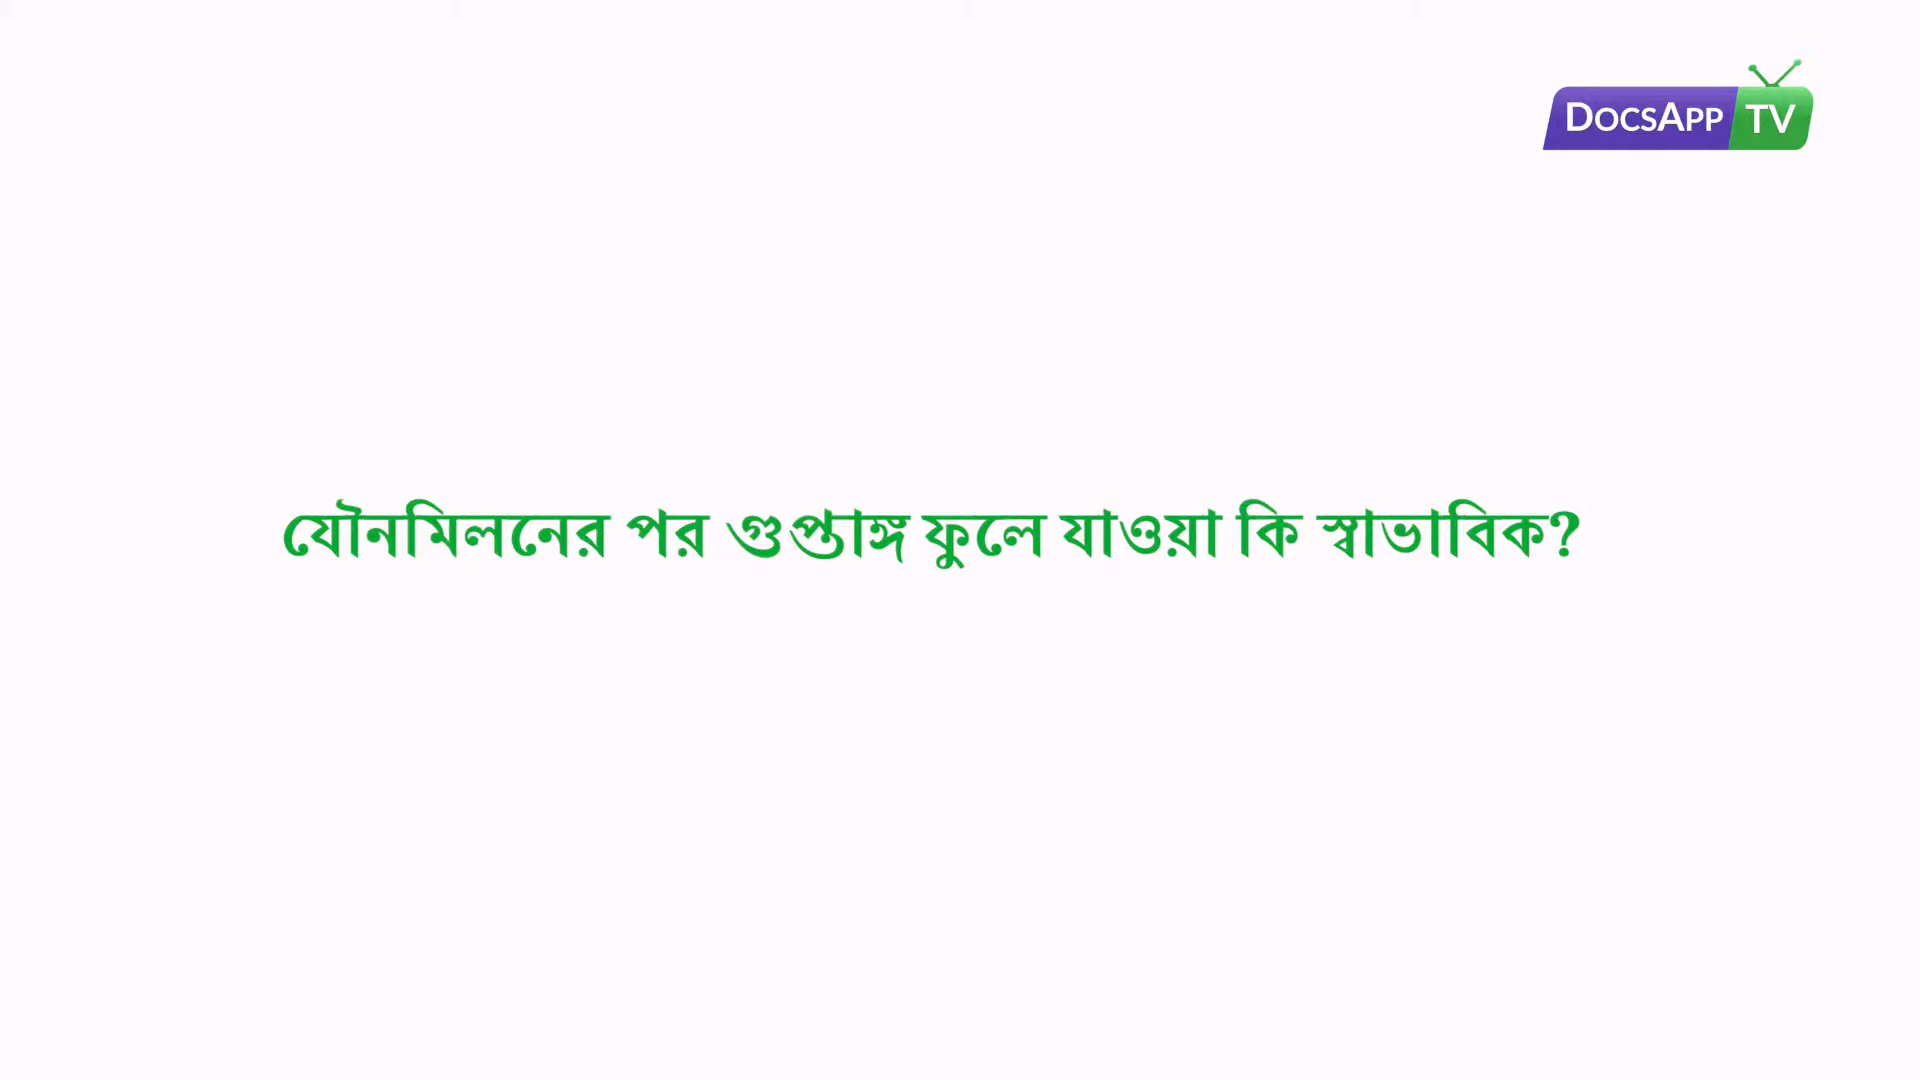 DOCSAPP TV
যৌনমিলনের পর গুপ্তাঙ্গ ফুলে যাওয়া কি স্বাভাবিক?